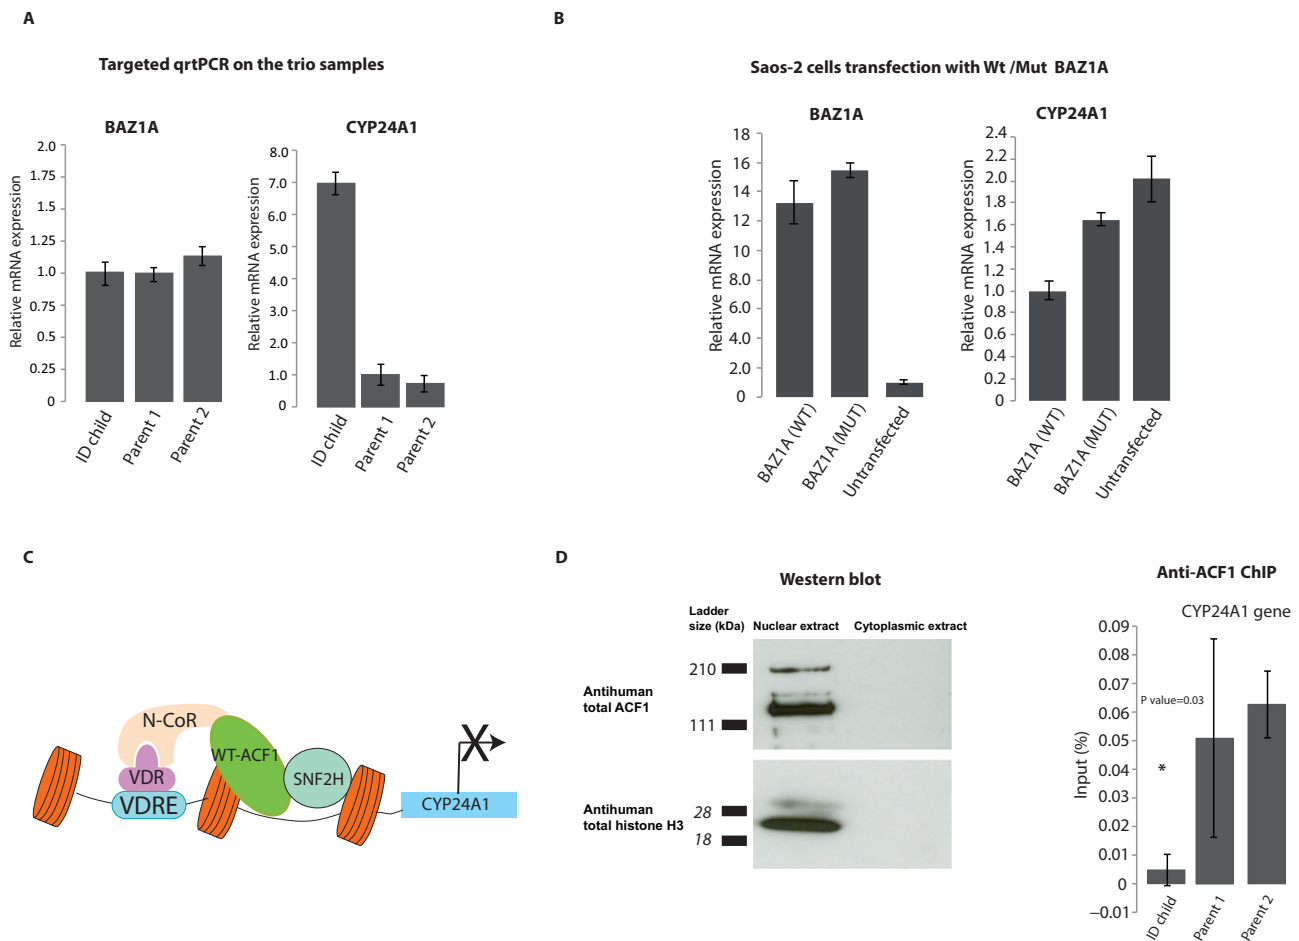 A
Targeted qrtPCR on the trio samples
BAZ1A
Relative mRNA expression
2.0
1.75
1.5
1.25
1.0
0.75
0.5
0.25
0
ID child
Parent 1
Parent 2
CYP24A1
Relative mRNA expression
8.0
7.0
6.0
5.0
4.0
3.0
2.0
1.0
0
ID child
Parent 1
Parent 2
B
Saos-2 cells transfection with Wt /Mut BAZ1A
BAZ1A
Relative mRNA expression
18
16
14
12
10
8.0
6.0
4.0
2.0
0
BAZ1A (WT)
BAZ1A (MUT)
Untransfected
CYP24A1
Relative mRNA expression
2.4
2.2
2.0
1.8
1.6
1.4
1.2
1.0
0.8
0.6
0.4
0.2
0
BAZ1A (WT)
BAZ1A (MUT)
Untransfected
C
N-CoR
WT-ACF1
VDR
SNF2H
VDRE
X
CYP24A1
D
Western blot
Ladder
size (kDa)
Nuclear extract
Cytoplasmic extract
Antihuman
total ACF1
210
111
Antihuman
total histone H3
28
18
Anti-ACF1 ChIP
CYP24A1 gene
Input (%)
0.09
0.08
0.07
0.06
0.05
0.04
0.03
0.02
0.01
0
−0.01
P value=0.03
*
ID child
Parent 1
Parent 2